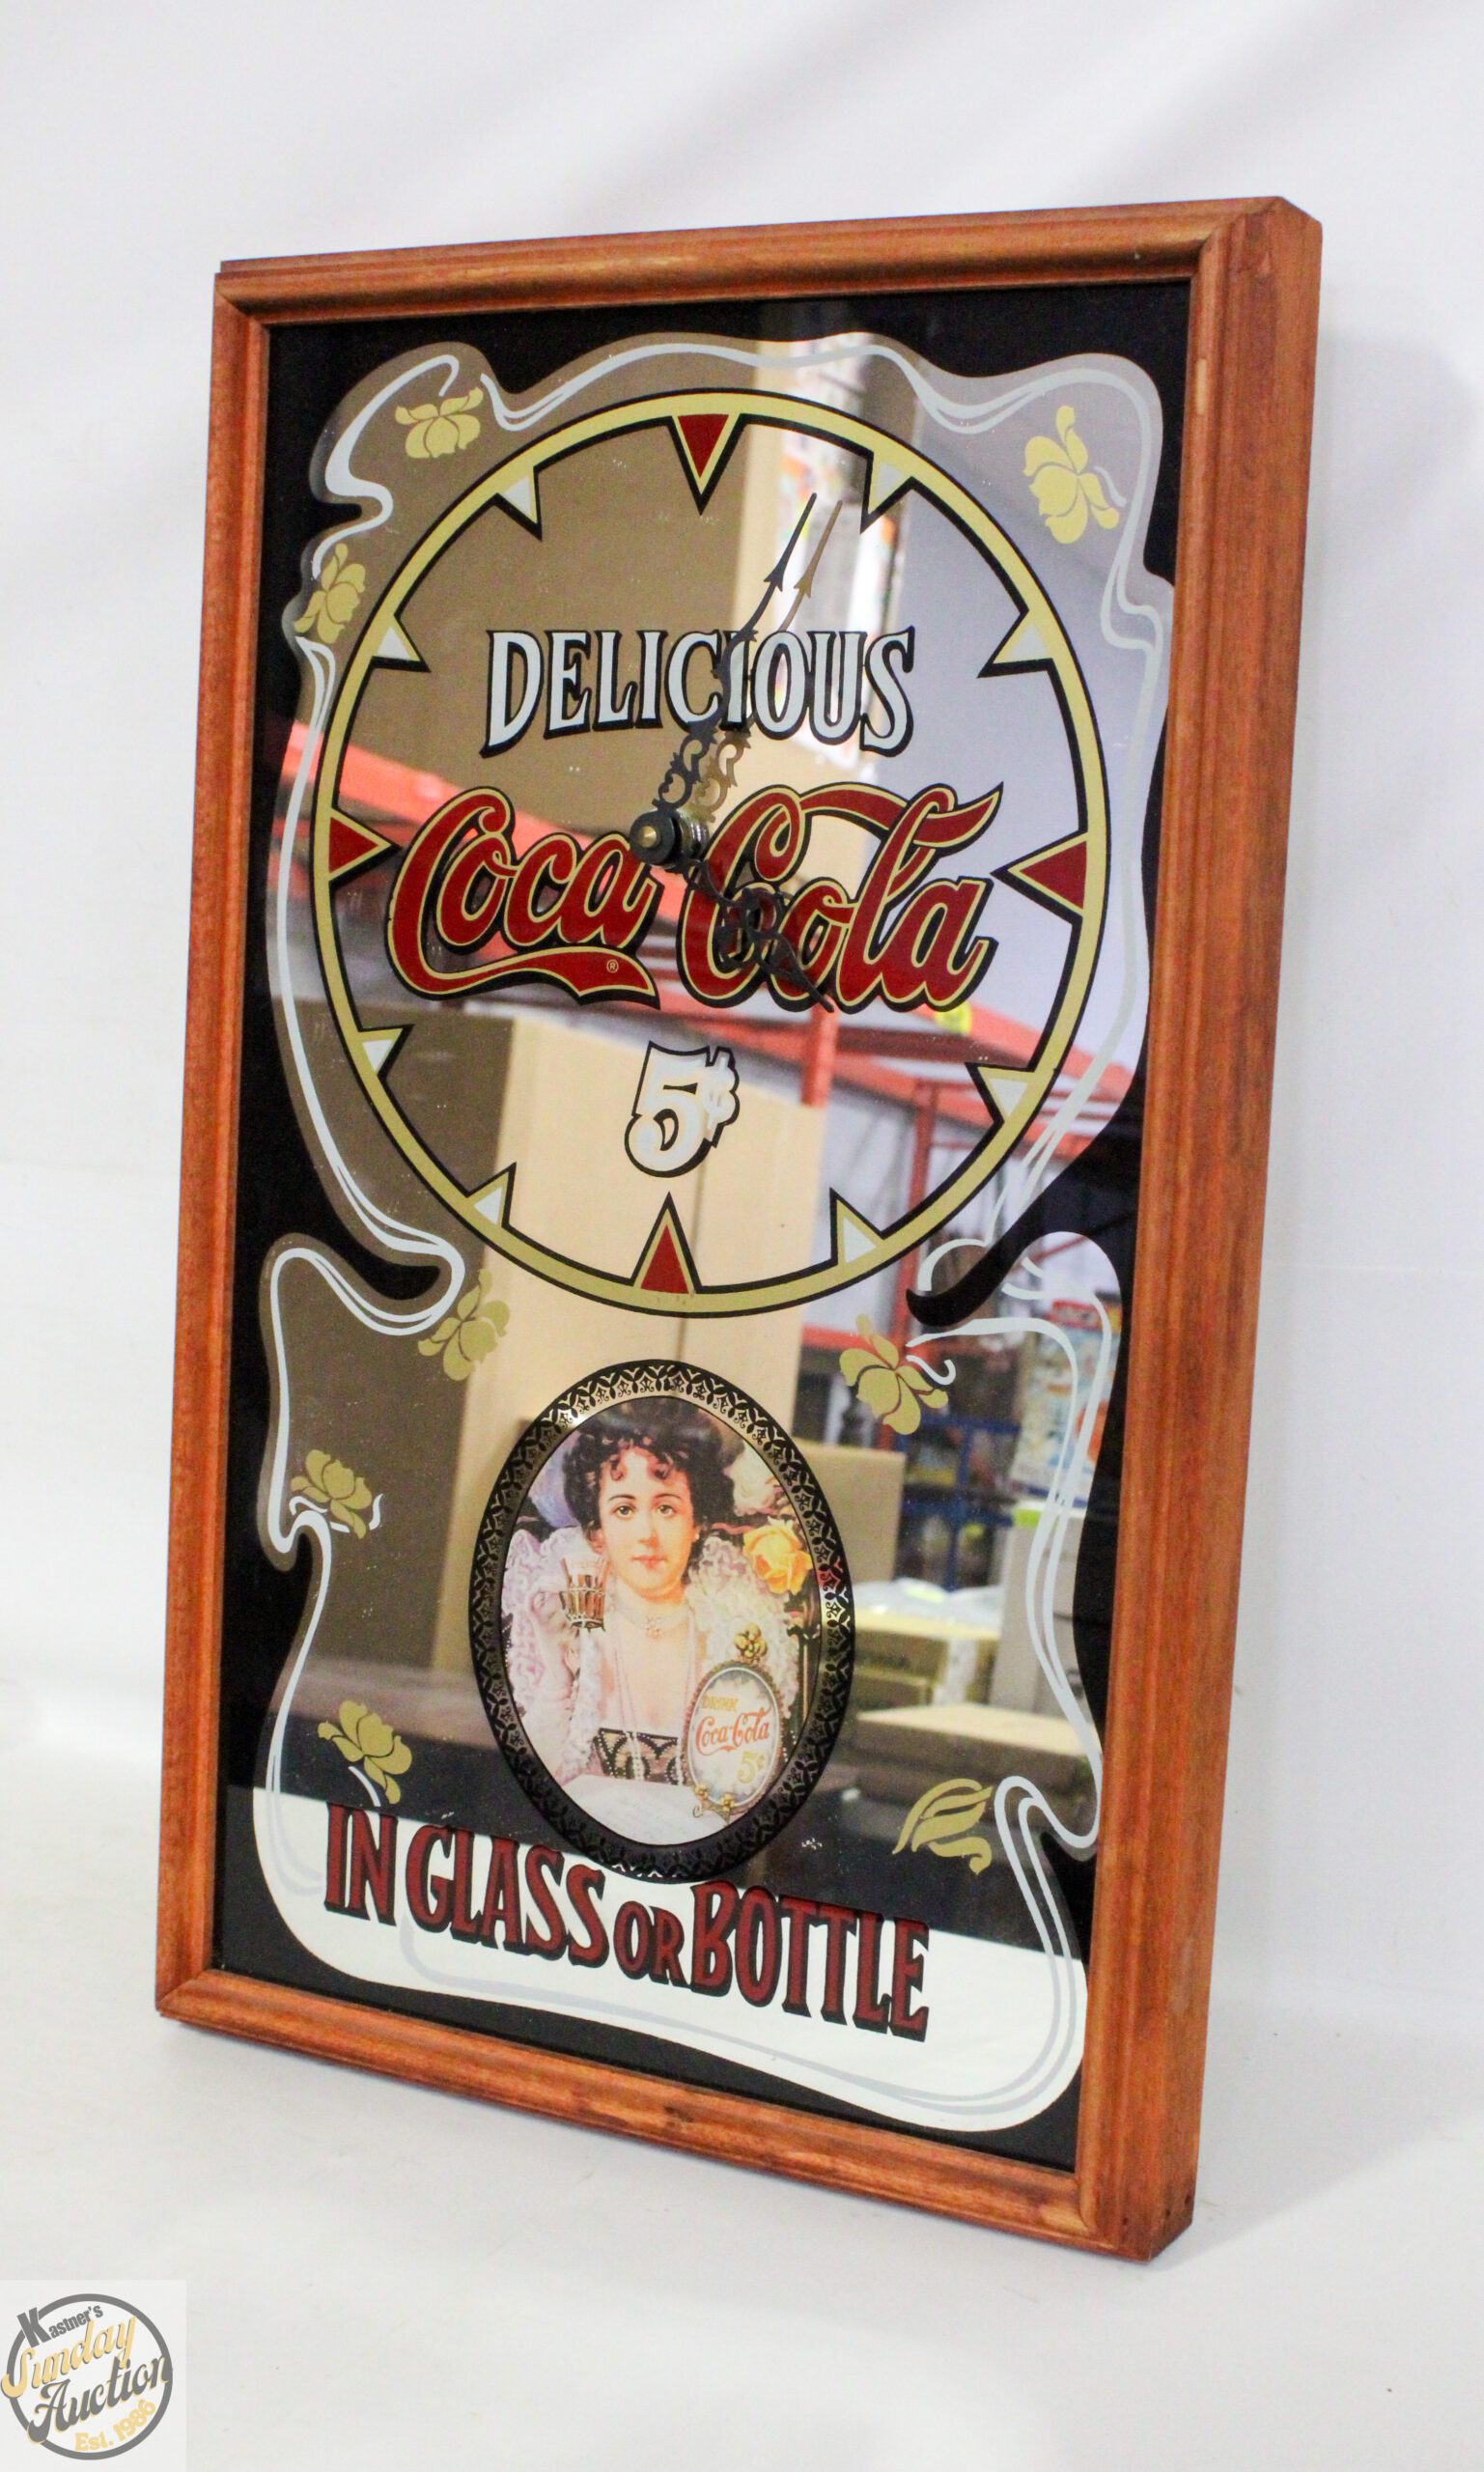 DELICIOUS
Coca-Cola
®
5¢
DRINK
Coca-Cola
5¢
IN GLASS OR BOTTLE
Kastner's
Sunday
Auction
Est. 1986